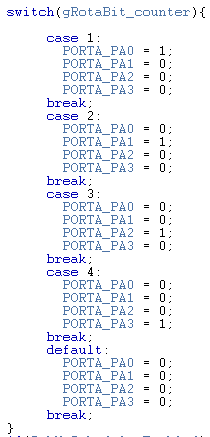 switch(gRotaBit_counter){
case 1:
PORTA_PA0 = 1;
PORTA_PA1 = 0;
PORTA_PA2 = 0;
PORTA_PA3 = 0;
break;
case 2:
PORTA_PA0 = 0;
PORTA_PA1 = 1;
PORTA_PA2 = 0;
PORTA_PA3 = 0;
break;
case 3:
PORTA_PA0 = 0;
PORTA_PA1 = 0;
PORTA_PA2 = 1;
PORTA_PA3 = 0;
break;
case 4:
PORTA_PA0 = 0;
PORTA_PA1 = 0;
PORTA_PA2 = 0;
PORTA_PA3 = 1;
break;
default:
PORTA_PA0 = 0;
PORTA_PA1 = 0;
PORTA_PA2 = 0;
PORTA_PA3 = 0;
break;
}